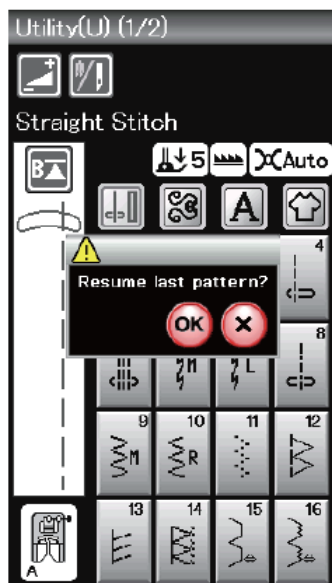 Utility(U) (1/2)
Straight Stitch
B
5
Auto
A
4
Resume last pattern?
OK
8
M
L
9
10
11
12
M
R
13
14
15
16
A